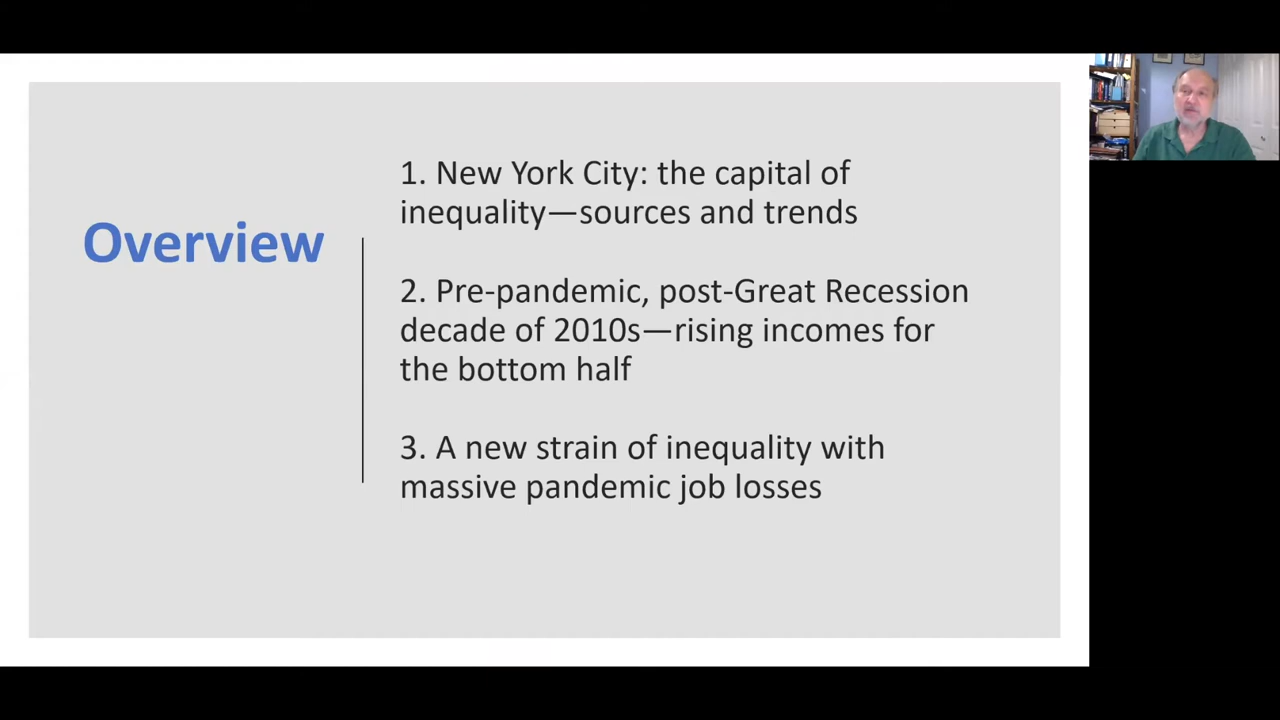 Overview
1. New York City: the capital of
inequality—sources and trends
2. Pre-pandemic, post-Great Recession
decade of 2010s—rising incomes for
the bottom half
3. A new strain of inequality with
massive pandemic job losses